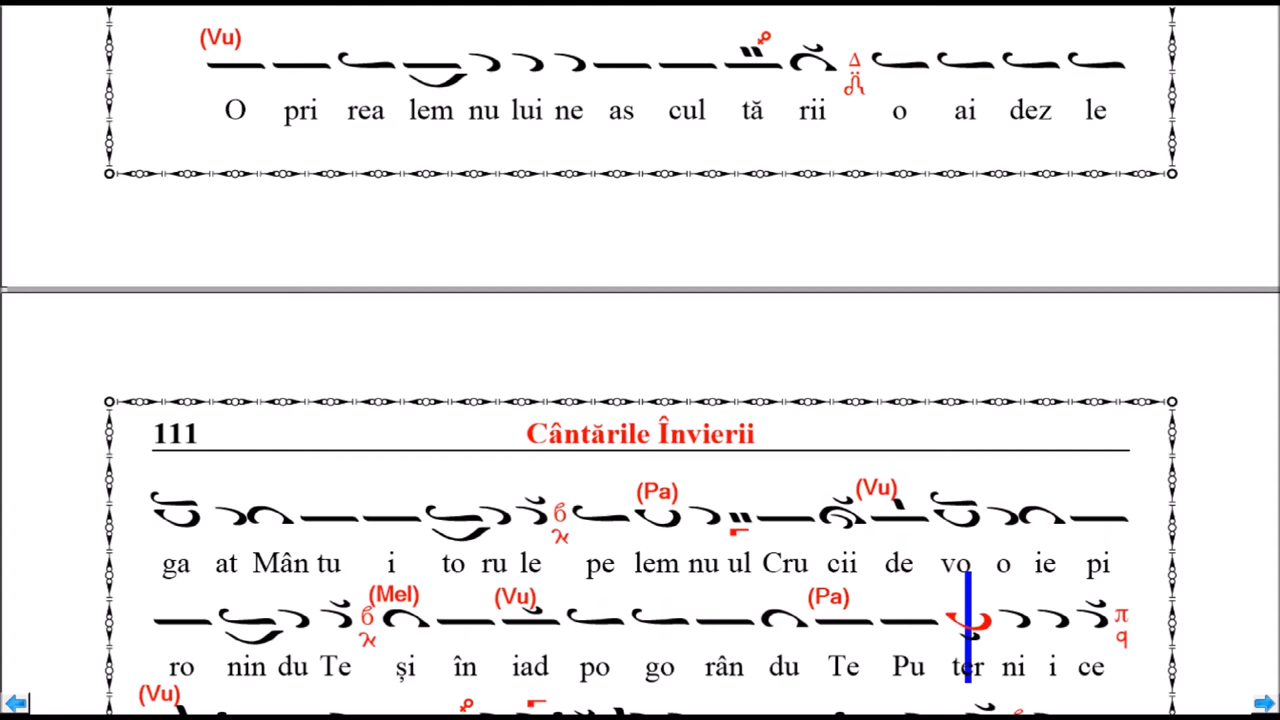 (Vu)
O pri rea lem nu lui ne as cul tă rii o ai dez le
111 Cântările Învierii
(Pa) (Vu)
ga at Mân tu i to ru le pe lem nu ul Cru cii de vo o ie pi
(Mel) (Vu) (Pa)
ro nin du Te și în iad po go rân du Te Pu ter ni i ce
(Vu)